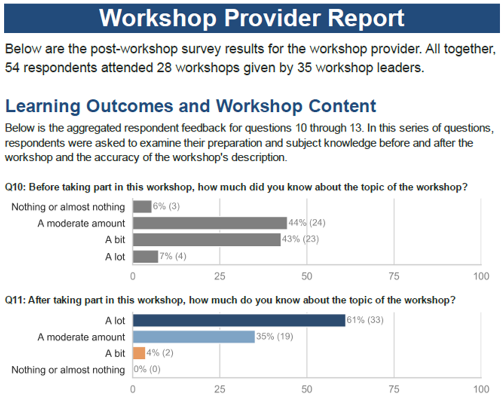 Workshop Provider Report
Below are the post-workshop survey results for the workshop provider. All together,
54 respondents attended 28 workshops given by 35 workshop leaders.
Learning Outcomes and Workshop Content
Below is the aggregated respondent feedback for questions 10 through 13. In this series of questions,
respondents were asked to examine their preparation and subject knowledge before and after the
workshop and the accuracy of the workshop's description.
Q10: Before taking part in this workshop, how much did you know about the topic of the workshop?
Nothing or almost nothing 6% (3)
A moderate amount 44% (24)
A bit 43% (23)
A lot 7% (4)
0 25 50 75 100
Q11: After taking part in this workshop, how much do you know about the topic of the workshop?
A lot 61% (33)
A moderate amount 35% (19)
A bit 4% (2)
Nothing or almost nothing 0% (0)
0 25 50 75 100